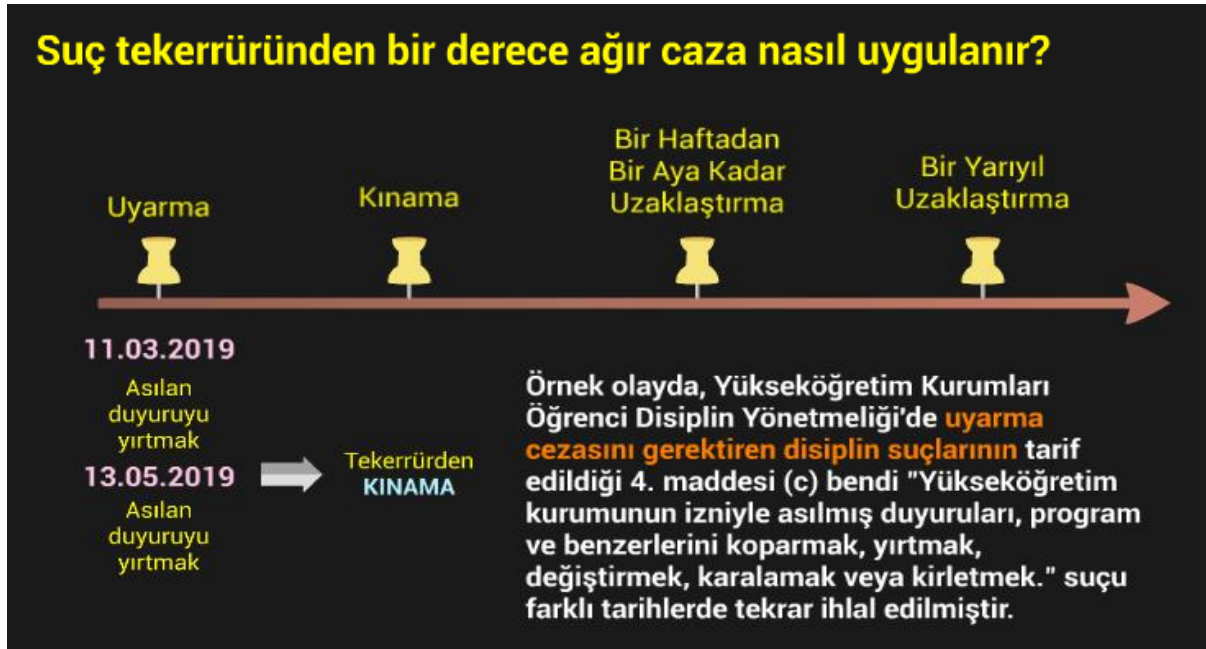 Suç tekerrüründen bir derece ağır caza nasıl uygulanır?
Uyarma
Kınama
Bir Haftadan
Bir Aya Kadar
Uzaklaştırma
Bir Yarıyıl
Uzaklaştırma
11.03.2019
Asılan
duyuruyu
yırtmak
13.05.2019
Asılan
duyuruyu
yırtmak
Tekerrürden
KINAMA
Örnek olayda, Yükseköğretim Kurumları
Öğrenci Disiplin Yönetmeliği'de uyarma
cezasını gerektiren disiplin suçlarının tarif
edildiği 4. maddesi (c) bendi "Yükseköğretim
kurumunun izniyle asılmış duyuruları, program
ve benzerlerini koparmak, yırtmak,
değiştirmek, karalamak veya kirletmek." suçu
farklı tarihlerde tekrar ihlal edilmiştir.